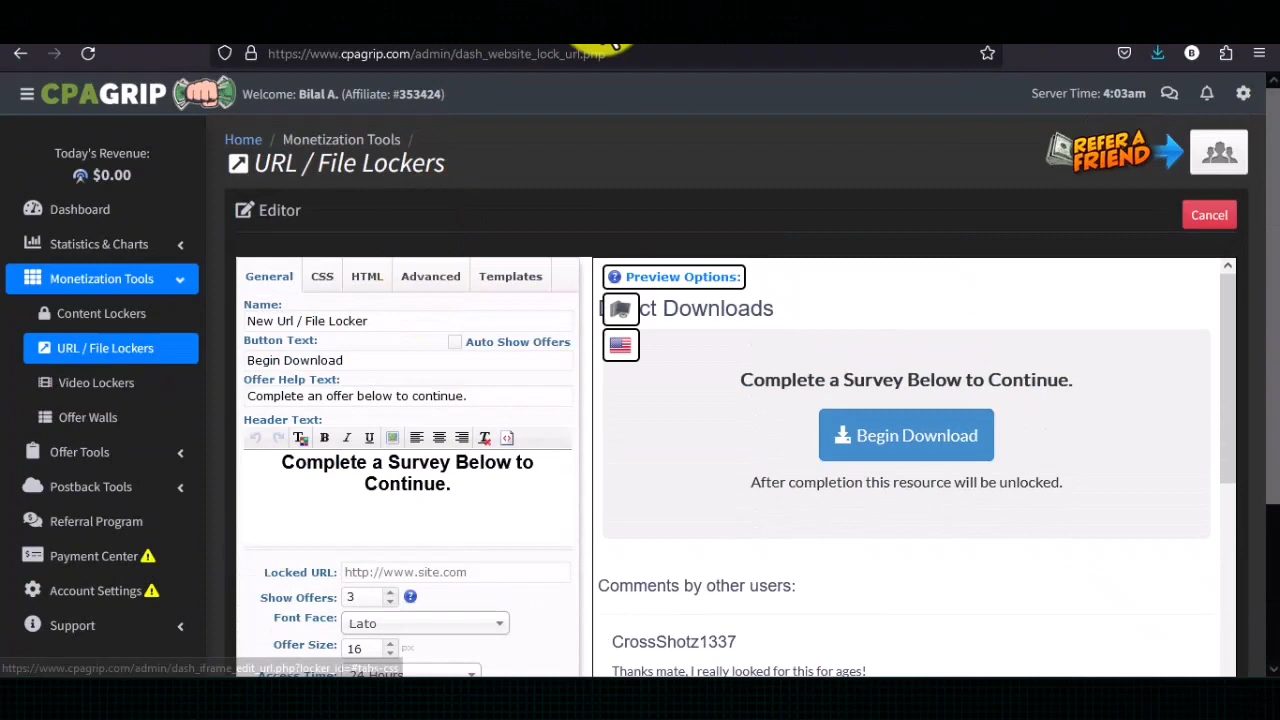 https://www.cpagrip.com/admin/dash_website_lock_url.php
B
CPAGRIP
Welcome: Bilal A. (Affiliate: #353424)
Server Time: 4:03am
Today's Revenue:
$0.00
Dashboard
Statistics & Charts
Monetization Tools
Content Lockers
URL / File Lockers
Video Lockers
Offer Walls
Offer Tools
Postback Tools
Referral Program
Payment Center
Account Settings
Support
Home / Monetization Tools /
URL / File Lockers
REFER A
FRIEND
Editor
Cancel
General
CSS
HTML
Advanced
Templates
Name:
New Url / File Locker
Button Text:
Auto Show Offers
Begin Download
Offer Help Text:
Complete an offer below to continue.
Header Text:
Complete a Survey Below to
Continue.
Locked URL:
http://www.site.com
Show Offers:
3
Font Face:
Lato
Offer Size:
16
px
Access Time:
24 Hours
Preview Options:
ct Downloads
Complete a Survey Below to Continue.
Begin Download
After completion this resource will be unlocked.
Comments by other users:
CrossShotz1337
Thanks mate, I really looked for this for ages!